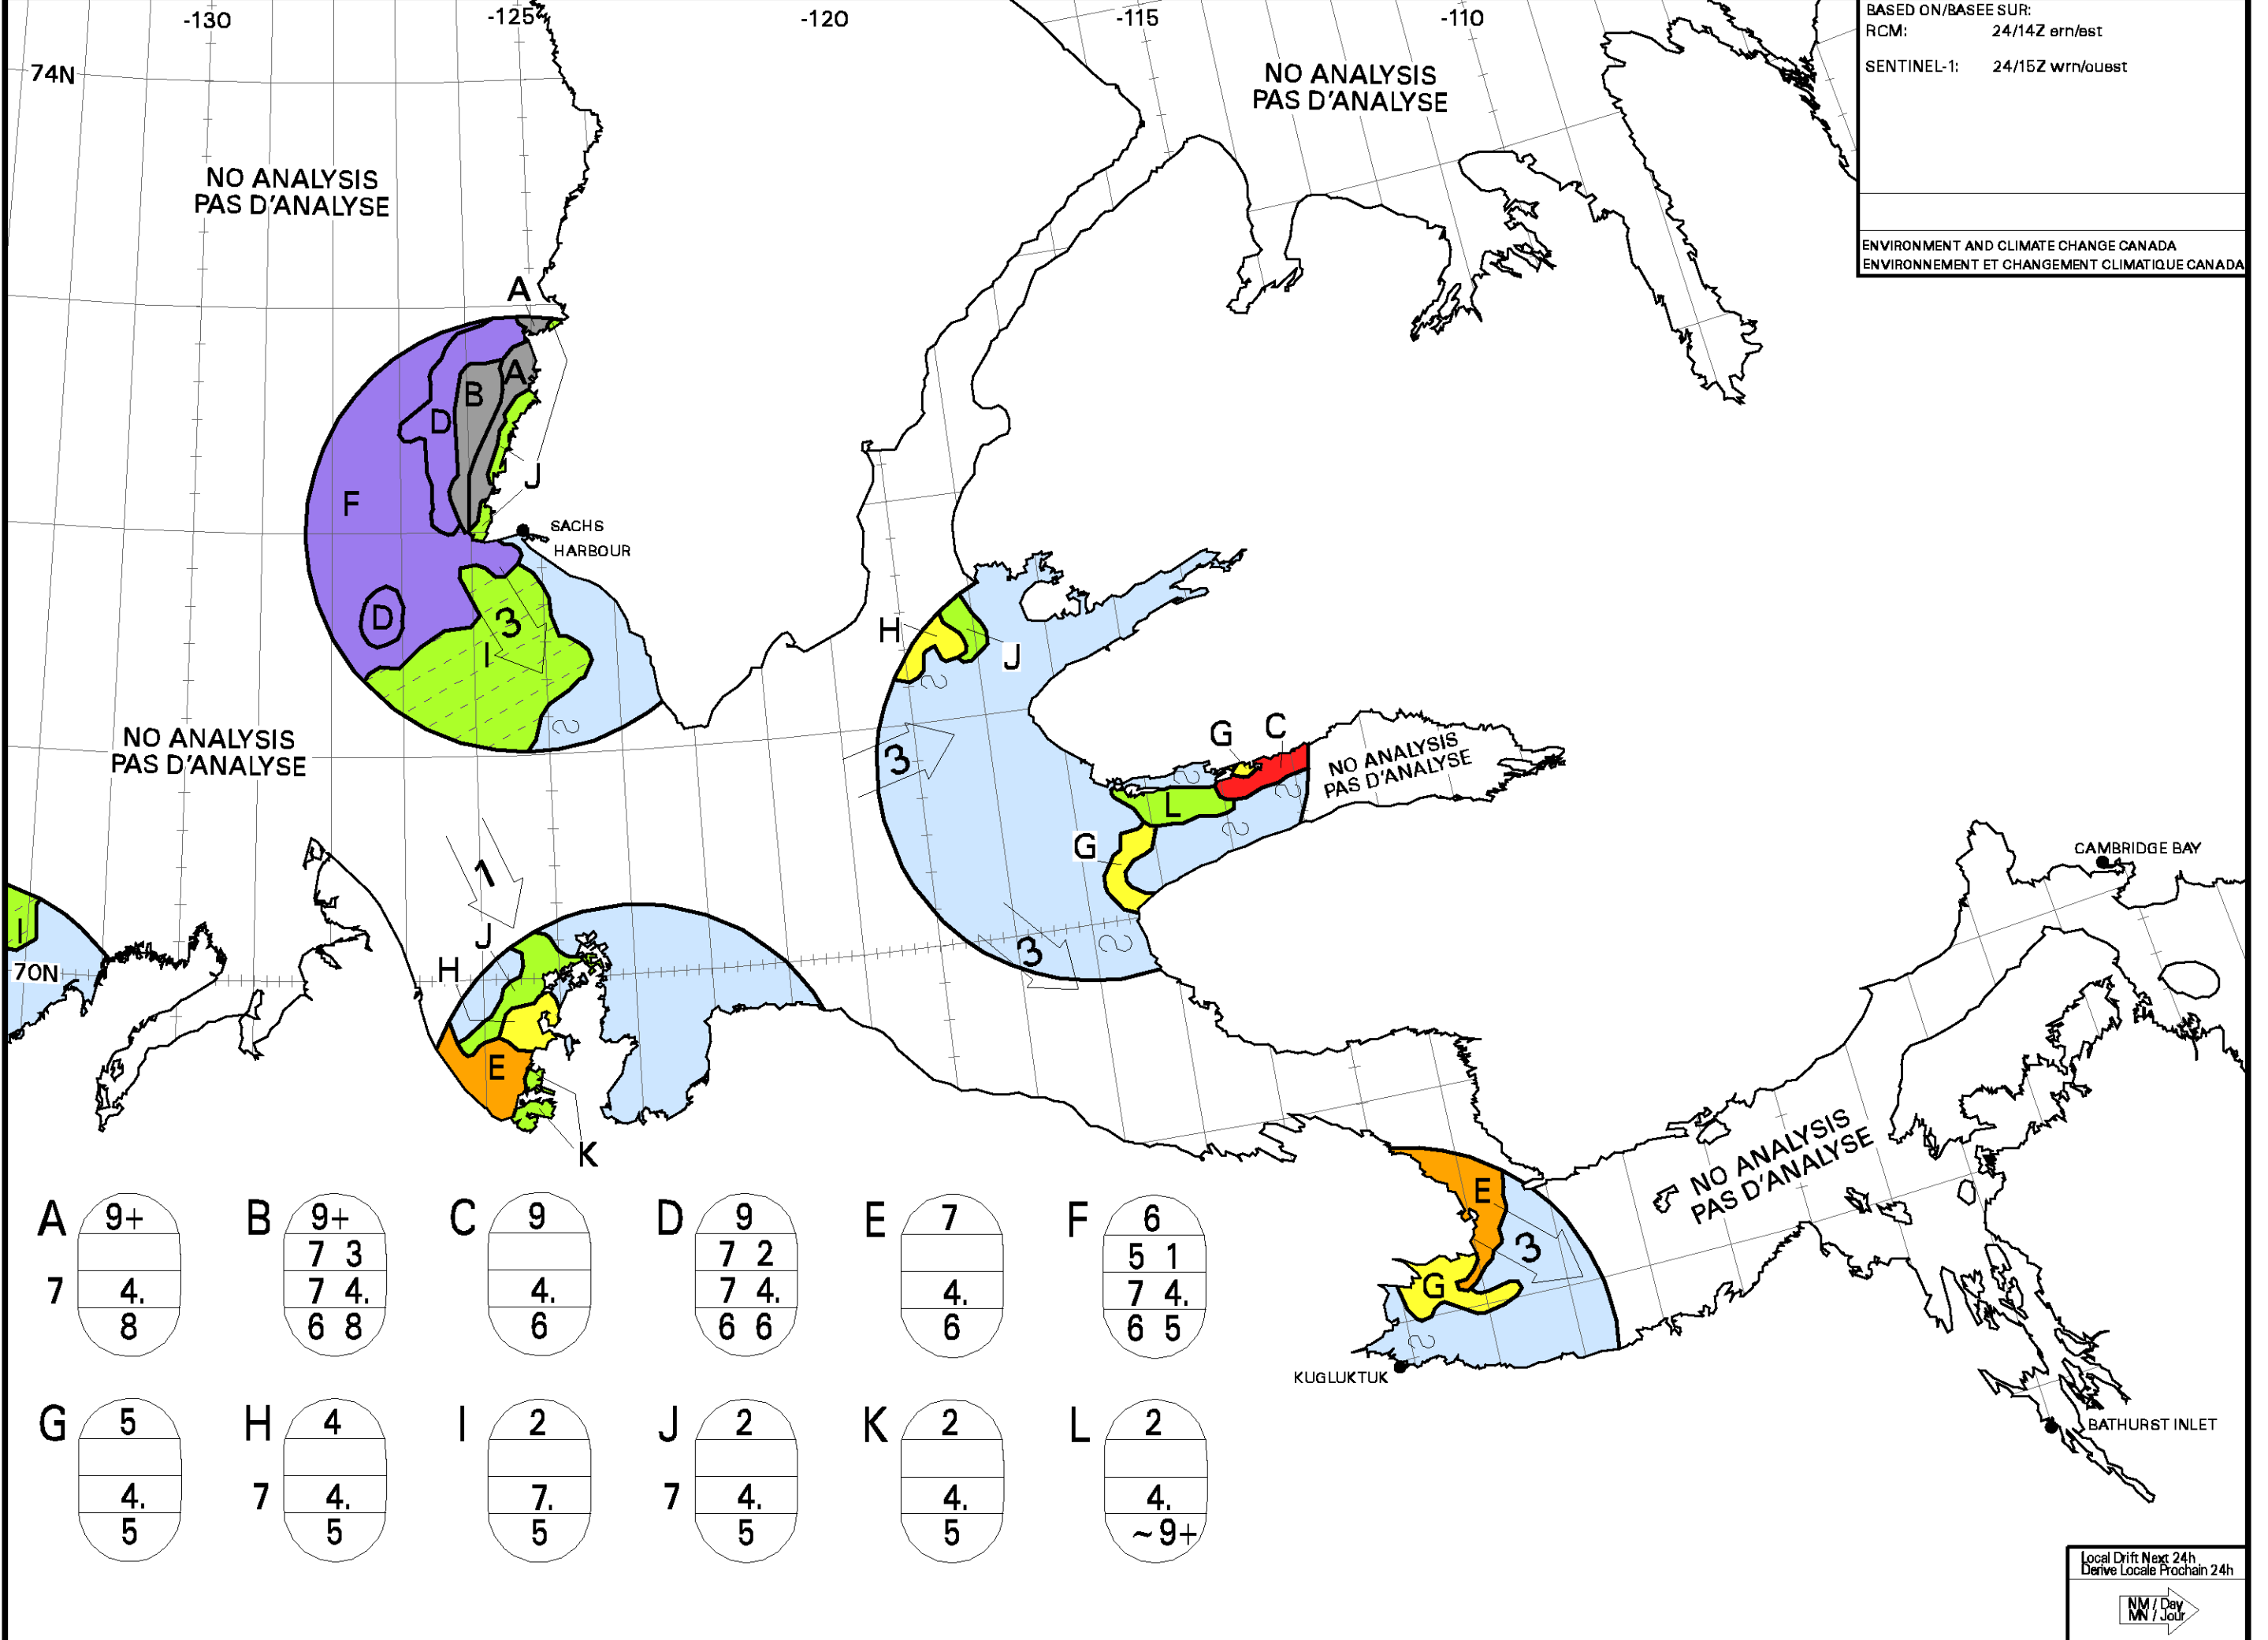 -130
-125
-120
-115
-110
BASED ON/BASEE SUR:
RCM: 24/14Z ern/est
SENTINEL-1: 24/15Z wrn/ouest
ENVIRONMENT AND CLIMATE CHANGE CANADA
ENVIRONNEMENT ET CHANGEMENT CLIMATIQUE CANADA
74N
NO ANALYSIS
PAS D'ANALYSE
NO ANALYSIS
PAS D'ANALYSE
A
A
B
D
F
J
SACHS
HARBOUR
D
3
I
H
J
NO ANALYSIS
PAS D'ANALYSE
3
G
C
NO ANALYSIS
PAS D'ANALYSE
L
G
CAMBRIDGE BAY
1
I
J
70N
H
3
E
K
NO ANALYSIS
PAS D'ANALYSE
E
3
G
KUGLUKTUK
BATHURST INLET
A 9+
7 4.
8
B 9+
7 3
7 4.
6 8
C 9
4.
6
D 9
7 2
7 4.
6 6
E 7
4.
6
F 6
5 1
7 4.
6 5
G 5
4.
5
H 4
7 4.
5
I 2
7.
5
J 2
7 4.
5
K 2
4.
5
L 2
4.
~9+
Local Drift Next 24h
Derive Locale Prochain 24h
NM / Day
MN / Jour